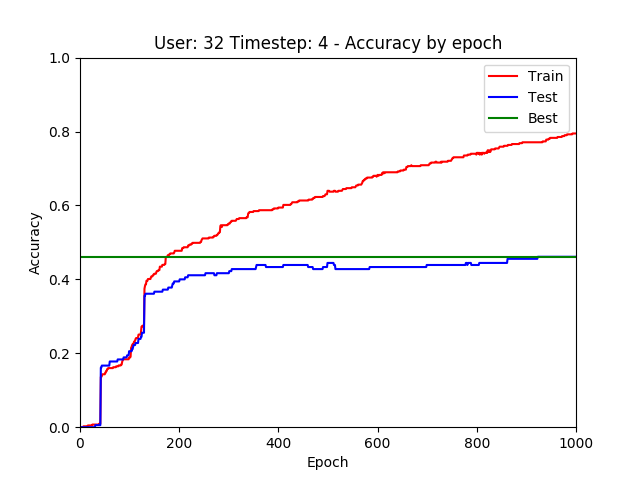 User: 32 Timestep: 4 - Accuracy by epoch
1.0
0.8
0.6
0.4
0.2
0.0
Accuracy
Train
Test
Best
0 200 400 600 800 1000
Epoch